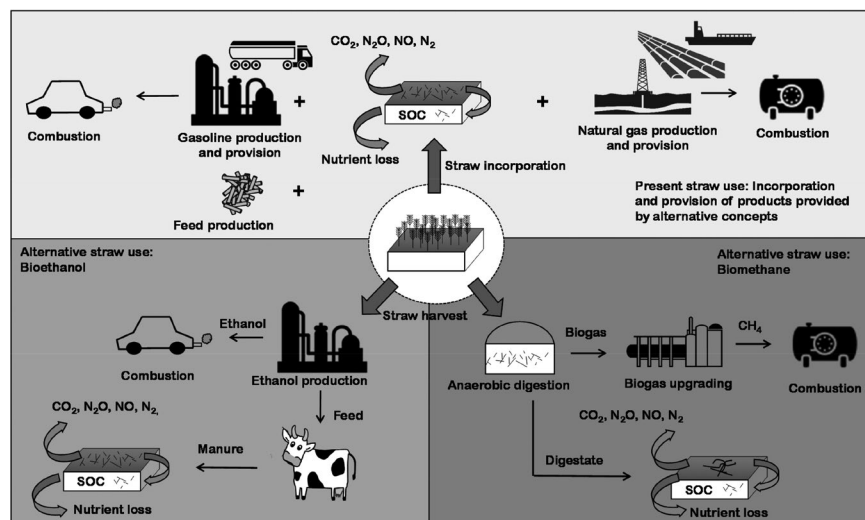 CO2, N2O, NO, N2
SOC
Combustion
Gasoline production
and provision
Nutrient loss
Straw incorporation
Natural gas production
and provision
Combustion
Feed production
Present straw use: Incorporation
and provision of products provided
by alternative concepts
Alternative straw use:
Bioethanol
Alternative straw use:
Biomethane
Straw harvest
Ethanol
Combustion
Ethanol production
Feed
CO2, N2O, NO, N2,
Manure
SOC
Nutrient loss
Biogas
CH4
Anaerobic digestion
Biogas upgrading
Combustion
CO2, N2O, NO, N2
Digestate
SOC
Nutrient loss